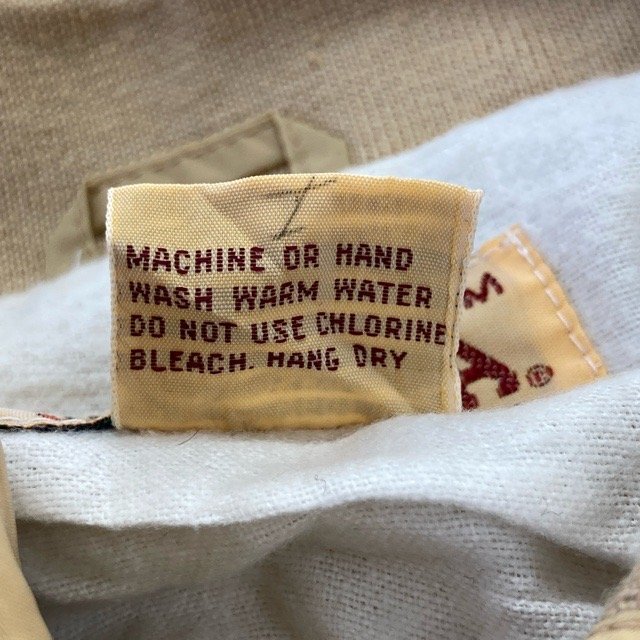 MACHINE OR HAND
WASH WARM WATER
DO NOT USE CHLORINE
BLEACH. HANG DRY
M
®